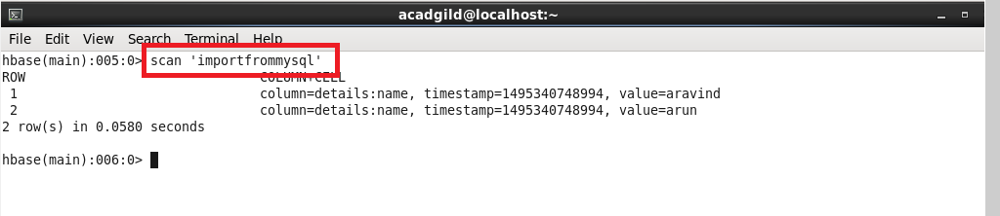 acadgild@localhost:~
File Edit View Search Terminal Help
hbase(main):005:0> scan 'importfrommysql'
ROW COLUMN+CELL
1 column=details:name, timestamp=1495340748994, value=aravind
2 column=details:name, timestamp=1495340748994, value=arun
2 row(s) in 0.0580 seconds
hbase(main):006:0>